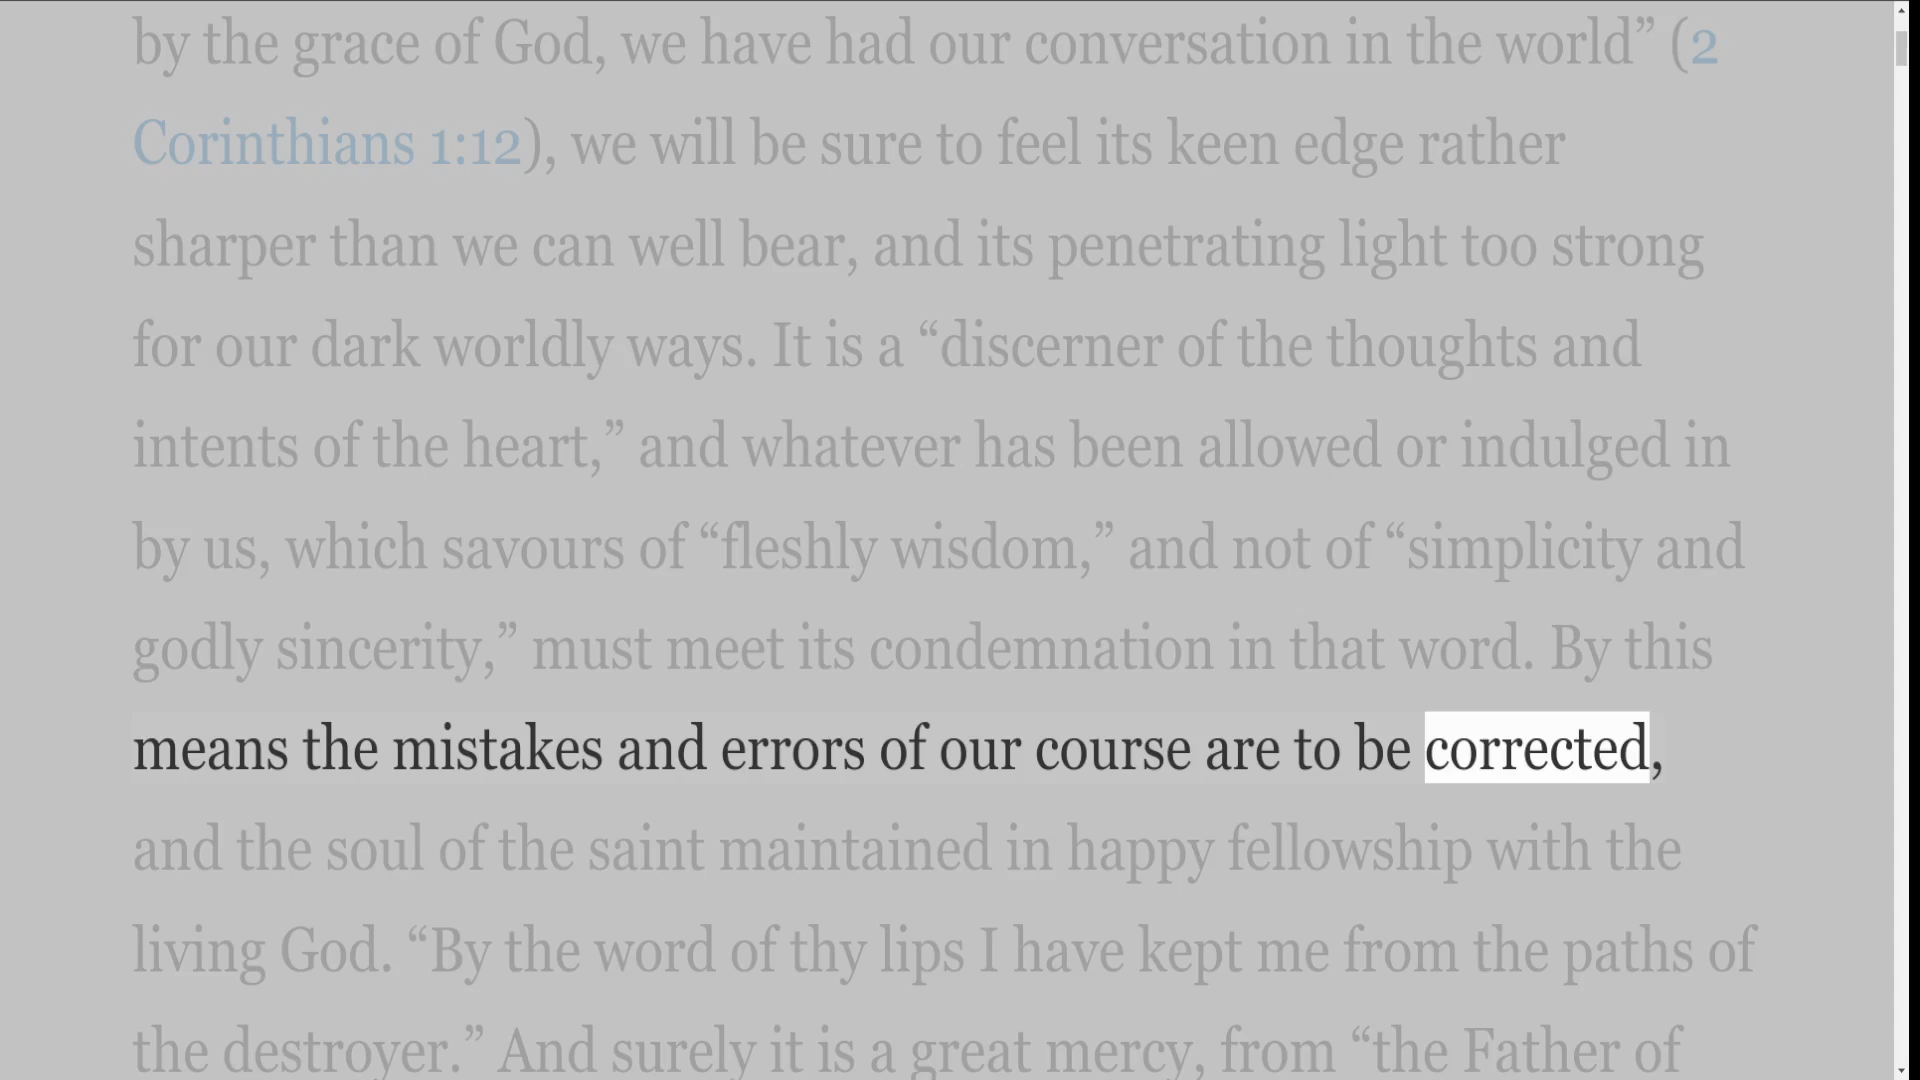 by the grace of God, we have had our conversation in the world” (2
Corinthians 1:12), we will be sure to feel its keen edge rather
sharper than we can well bear, and its penetrating light too strong
for our dark worldly ways. It is a “discerner of the thoughts and
intents of the heart,” and whatever has been allowed or indulged in
by us, which savours of “fleshly wisdom,” and not of “simplicity and
godly sincerity,” must meet its condemnation in that word. By this
means the mistakes and errors of our course are to be corrected,
and the soul of the saint maintained in happy fellowship with the
living God. “By the word of thy lips I have kept me from the paths of
the destroyer.” And surely it is a great mercy, from “the Father of